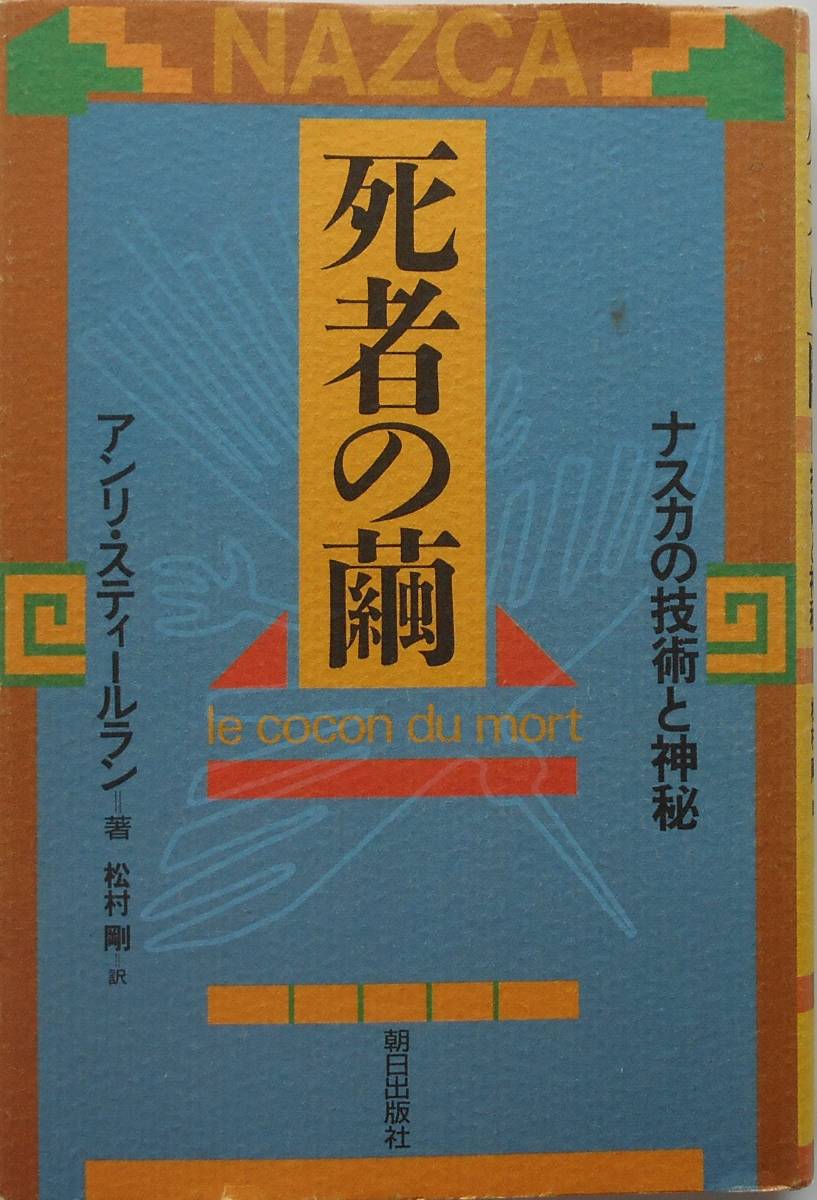 NAZCA
死者の繭
ナスカの技術と神秘
le cocon du mort
アンリ・スティールラン=著
松村 剛=訳
朝日出版社